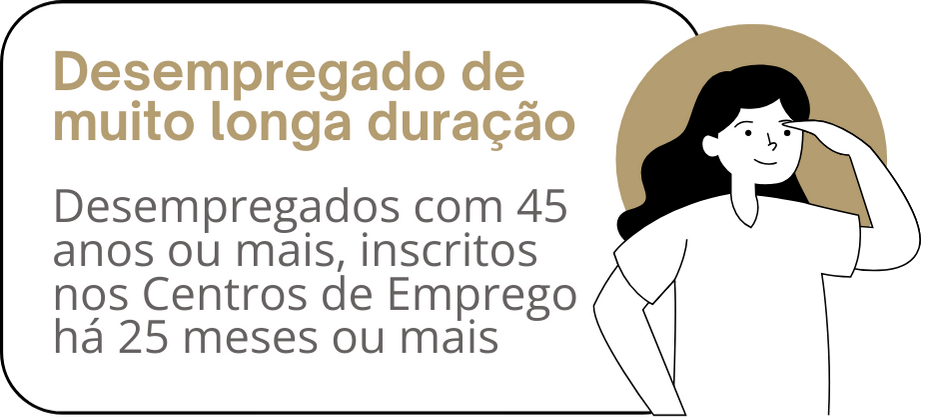 Desempregado de
muito longa duração
Desempregados com 45
anos ou mais, inscritos
nos Centros de Emprego
há 25 meses ou mais